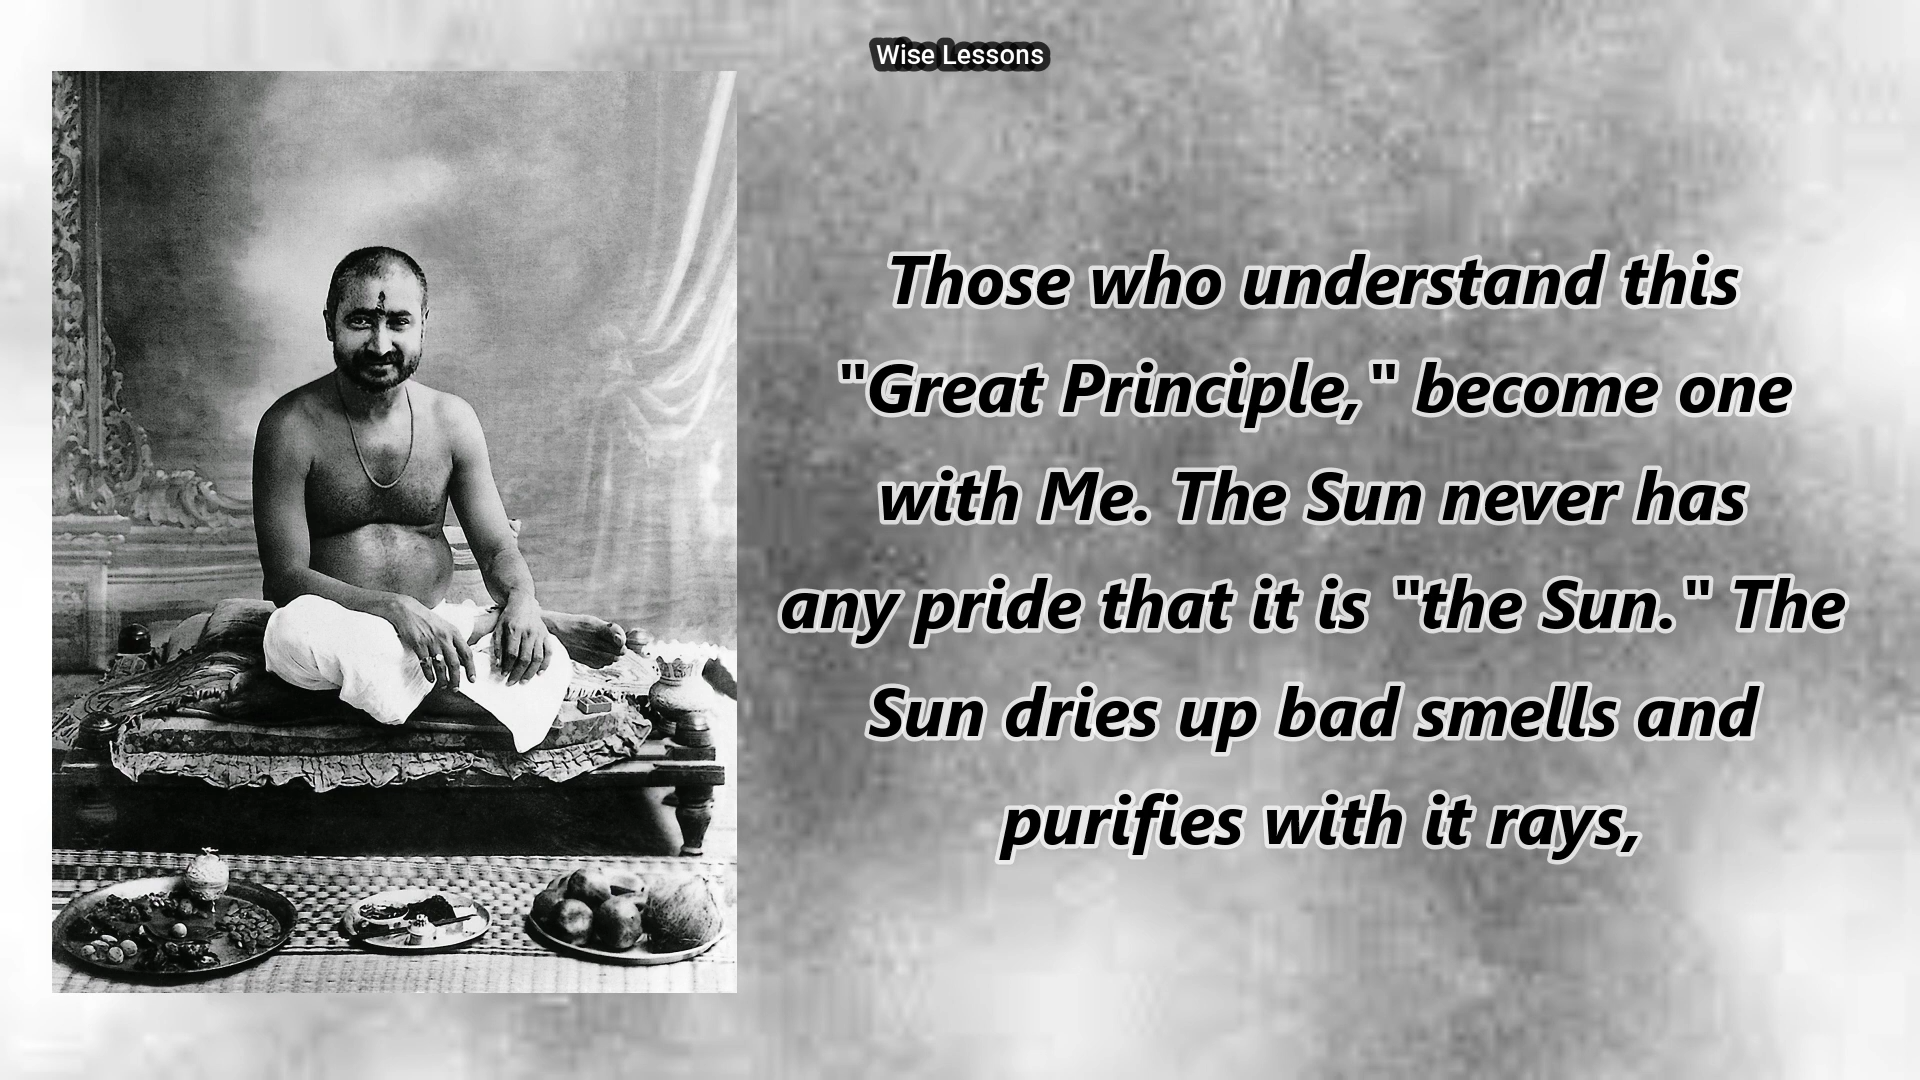 Wise Lessons
Those who understand this
"Great Principle," become one
with Me. The Sun never has
any pride that it is "the Sun." The
Sun dries up bad smells and
purifies with it rays,